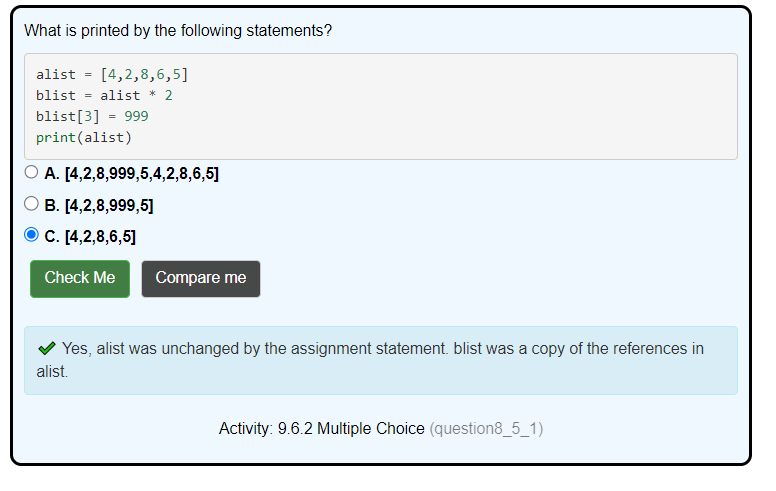 What is printed by the following statements?
alist = [4,2,8,6,5]
blist = alist * 2
blist[3] = 999
print(alist)
A. [4,2,8,999,5,4,2,8,6,5]
B. [4,2,8,999,5]
C. [4,2,8,6,5]
Check Me Compare me
Yes, alist was unchanged by the assignment statement. blist was a copy of the references in
alist.
Activity: 9.6.2 Multiple Choice (question8_5_1)